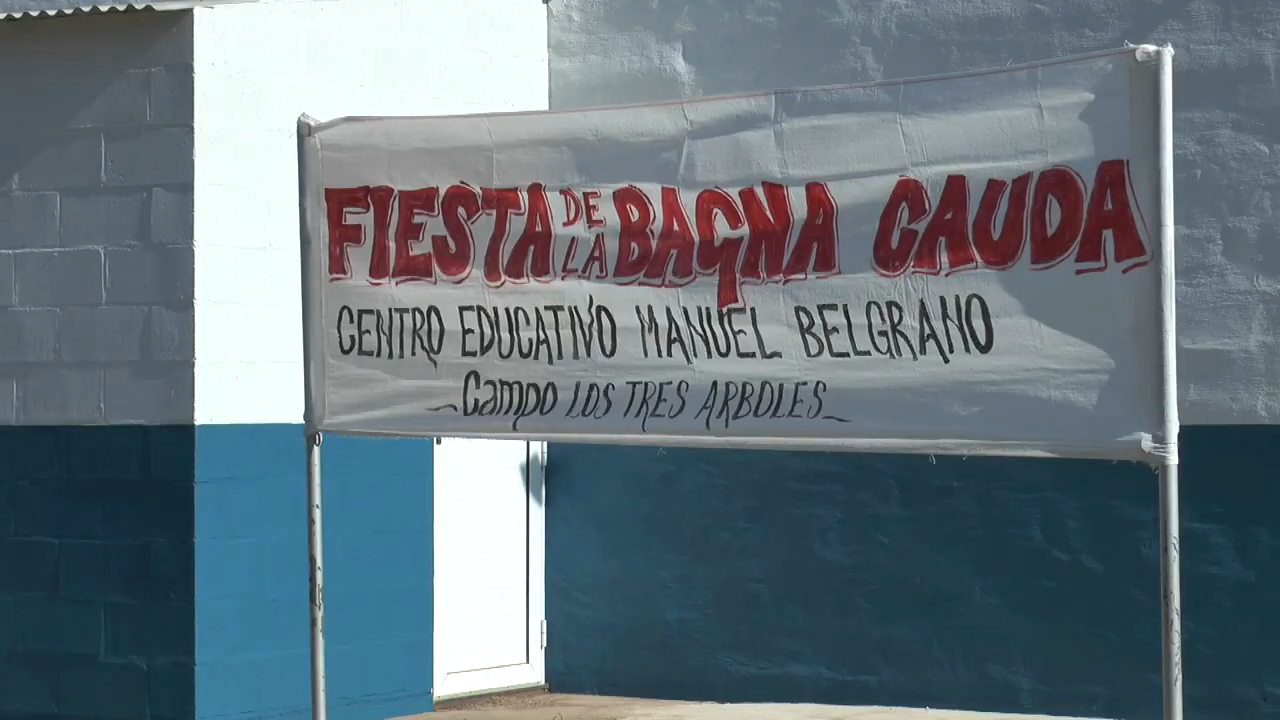 FIESTA DE LA BAGNA CAUDA
CENTRO EDUCATIVO MANUEL BELGRANO
~Campo LOS TRES ARBOLES~